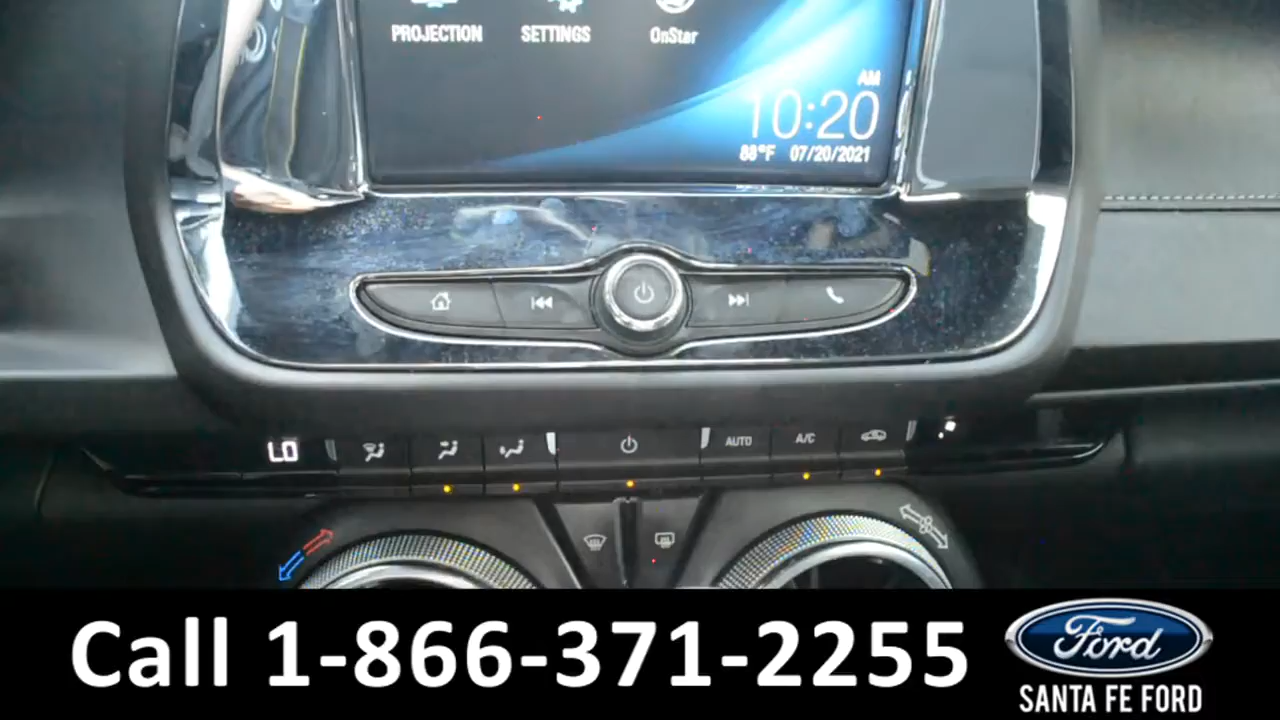 PROJECTION SETTINGS OnStar
AM
10:20
88°F 07/20/2021
LO
AUTO A/C
Call 1-866-371-2255
Ford
SANTA FE FORD